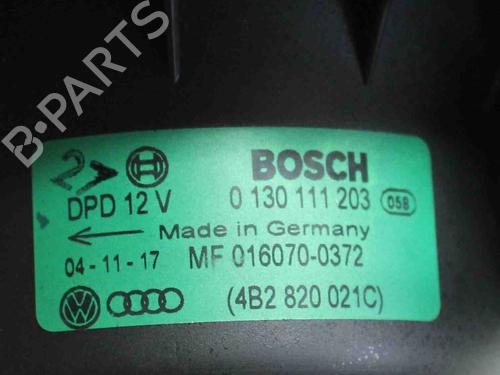 B-PARTS
2>
BOSCH
DPD 12 V
0 130 111 203 058
Made in Germany
04-11-17 MF 016070-0372
(4B2 820 021C)